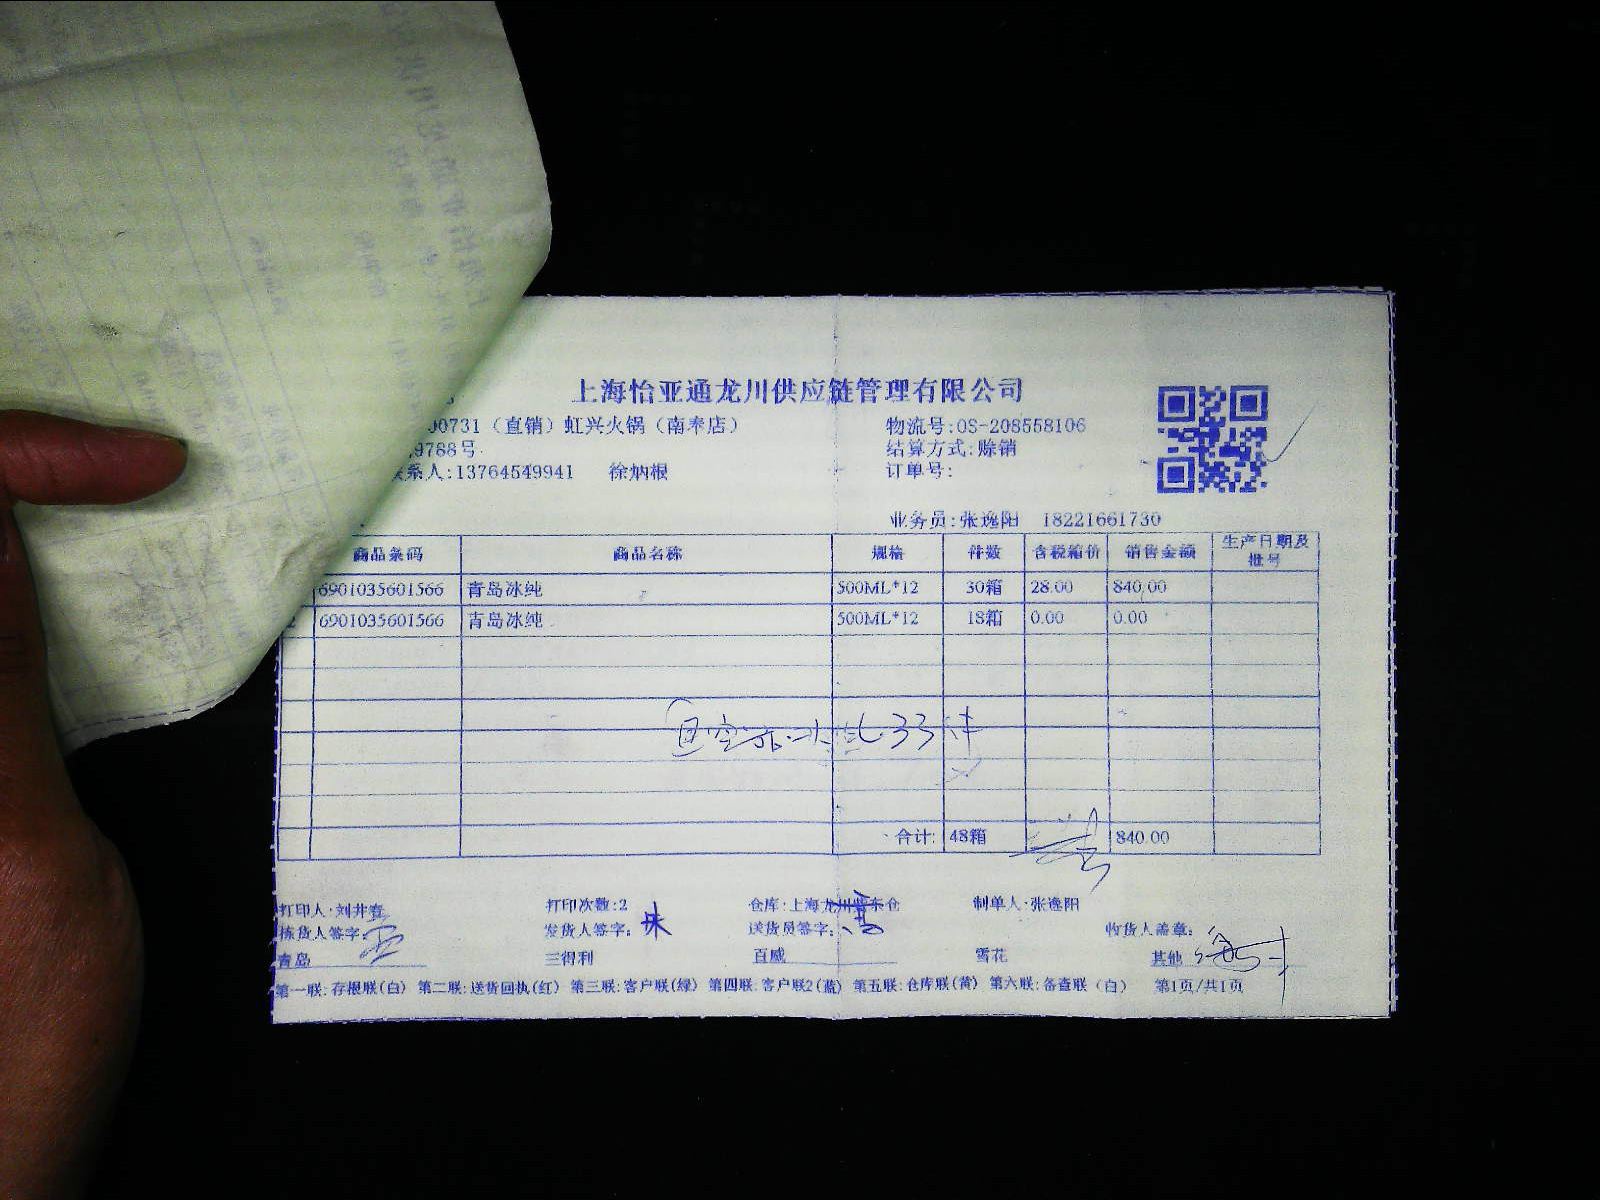 上海怡亚通龙川供应链管理有限公司
00731（直销）虹兴火锅（南奉店） 物流号:OS-208558106
9788号 结算方式:赊销
系人:13764549941 徐炳根 订单号:
业务员:张逸阳 18221661730
商品条码 商品名称 规格 件数 含税箱价 销售金额 生产日期及批号
6901035601566 青岛冰纯 500ML*12 30箱 28.00 840.00
2 6901035601566 青岛冰纯 500ML*12 18箱 0.00 0.00
33
合计: 48箱 840.00
打印人:刘井春 打印次数:2 仓库:上海龙川 东仓 制单人:张逸阳
拣货人签字: 发货人签字: 朱 送货员签字: 收货人盖章:
青岛 三得利 百威 雪花 其他
第一联:存根联(白) 第二联:送货回执(红) 第三联:客户联(绿) 第四联:客户联2(蓝) 第五联:仓库联(黄) 第六联:备查联（白） 第1页/共1页